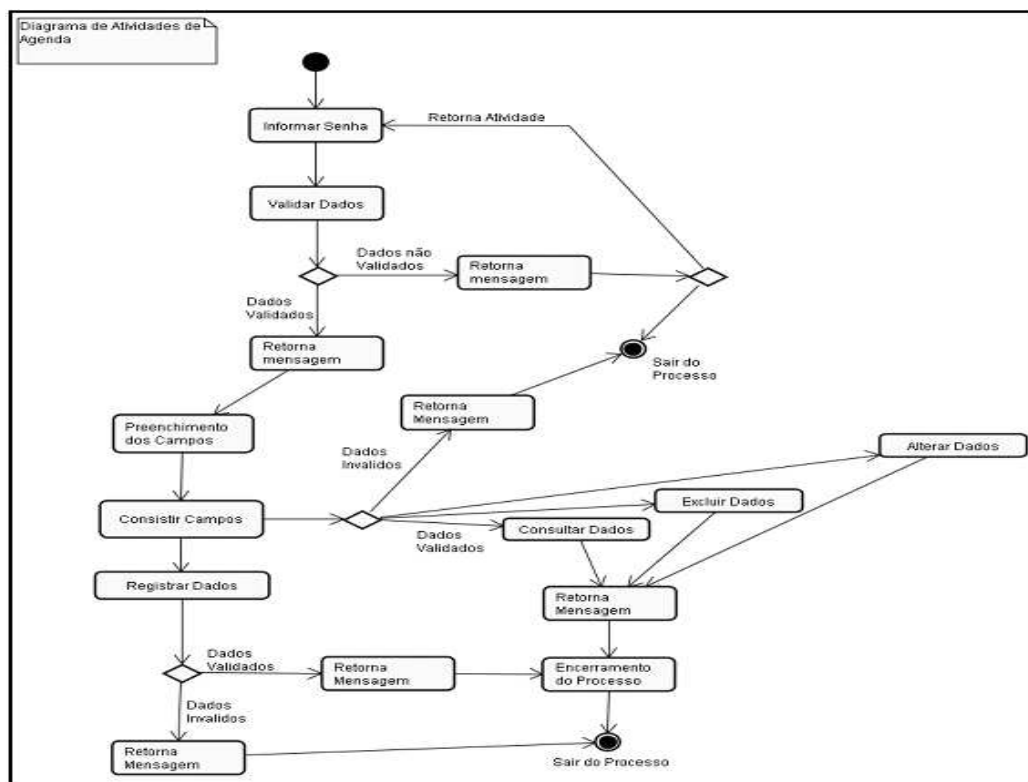 Diagrama de Atividades de
Agenda
Informar Senha
Retorna Atividade
Validar Dados
Dados não
Validados
Retorna
mensagem
Dados
Validados
Retorna
mensagem
Sair do
Processo
Retorna
Mensagem
Preenchimento
dos Campos
Dados
Invalidos
Alterar Dados
Excluir Dados
Consistir Campos
Consultar Dados
Dados
Validados
Registrar Dados
Retorna
Mensagem
Dados
Validados
Retorna
Mensagem
Encerramento
do Processo
Dados
Invalidos
Retorna
Mensagem
Sair do Processo